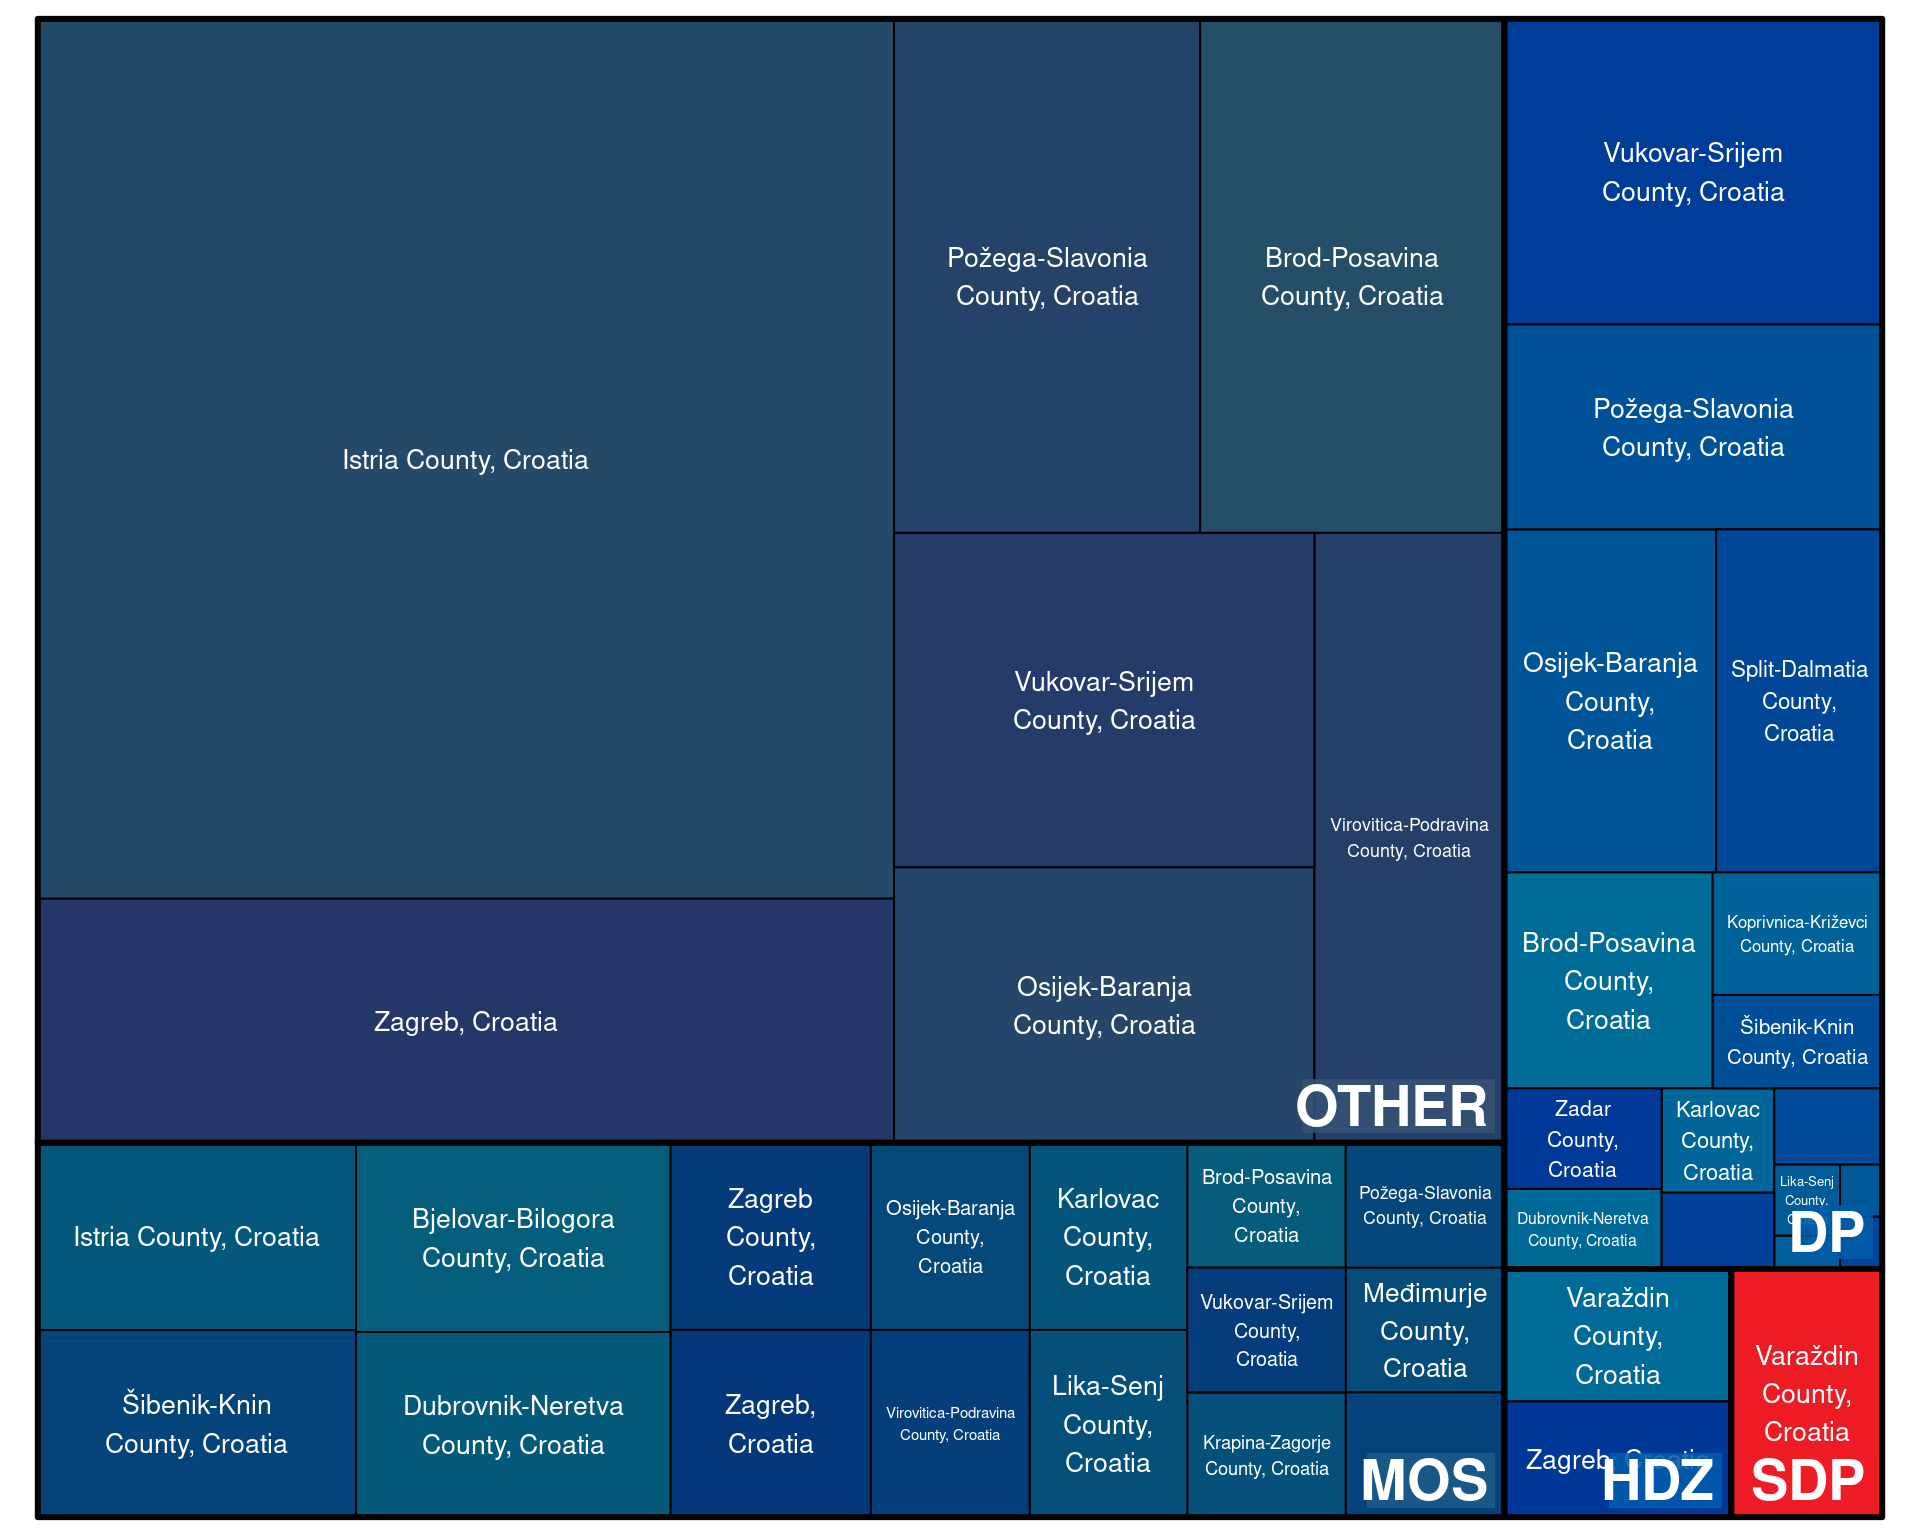 Istria County, Croatia
Zagreb, Croatia
Požega-Slavonia
County, Croatia
Brod-Posavina
County, Croatia
Vukovar-Srijem
County, Croatia
Osijek-Baranja
County, Croatia
Virovitica-Podravina
County, Croatia
OTHER
Istria County, Croatia
Šibenik-Knin
County, Croatia
Bjelovar-Bilogora
County, Croatia
Dubrovnik-Neretva
County, Croatia
Zagreb
County,
Croatia
Zagreb,
Croatia
Osijek-Baranja
County,
Croatia
Virovitica-Podravina
County, Croatia
Karlovac
County,
Croatia
Lika-Senj
County,
Croatia
Brod-Posavina
County,
Croatia
Vukovar-Srijem
County,
Croatia
Krapina-Zagorje
County, Croatia
Požega-Slavonia
County, Croatia
Međimurje
County,
Croatia
MOS
Vukovar-Srijem
County, Croatia
Požega-Slavonia
County, Croatia
Osijek-Baranja
County,
Croatia
Split-Dalmatia
County,
Croatia
Brod-Posavina
County,
Croatia
Koprivnica-Križevci
County, Croatia
Šibenik-Knin
County, Croatia
Zadar
County,
Croatia
Dubrovnik-Neretva
County, Croatia
Karlovac
County,
Croatia
Lika-Senj
County,
DP
Varaždin
County,
Croatia
Zagreb, Croatia
HDZ
Varaždin
County,
Croatia
SDP